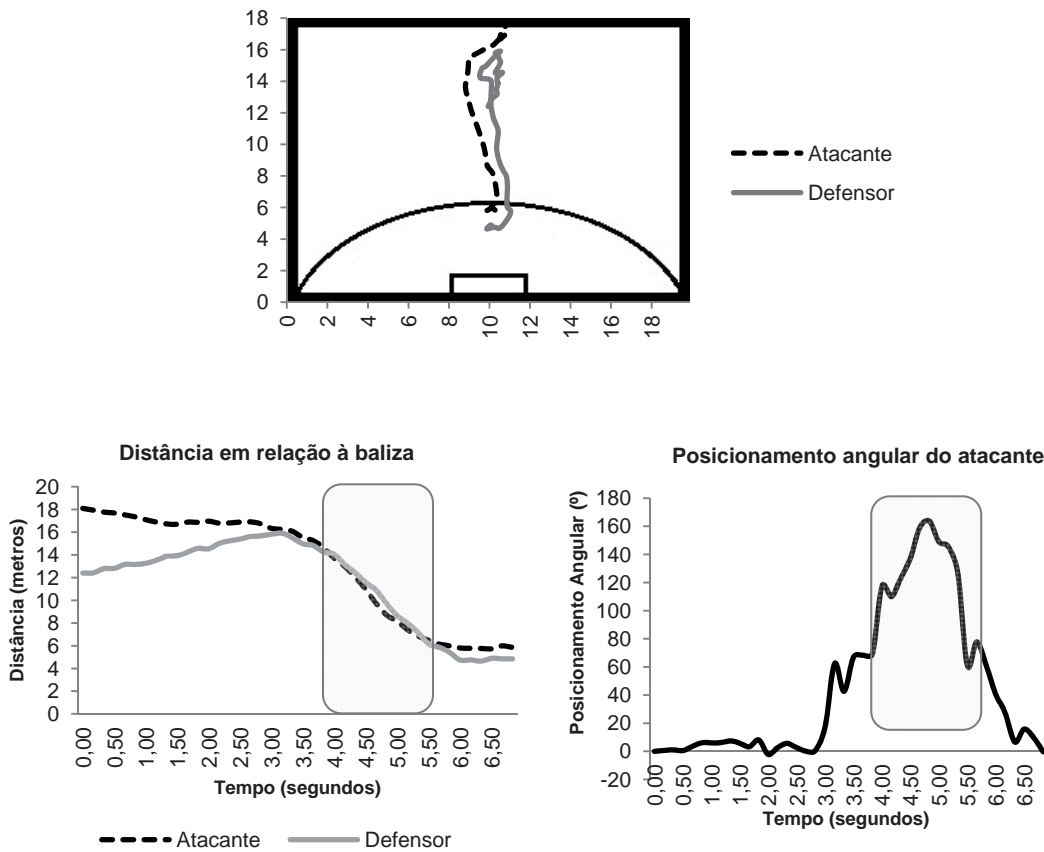 18
16
14
12
10
8
6
4
2
0
0 2 4 6 8 10 12 14 16 18
Atacante
Defensor
Distância em relação à baliza
Distância (metros)
20
18
16
14
12
10
8
6
4
2
0
0,00 0,50 1,00 1,50 2,00 2,50 3,00 3,50 4,00 4,50 5,00 5,50 6,00 6,50
Tempo (segundos)
Atacante Defensor
Posicionamento angular do atacante
Posicionamento Angular (º)
180
160
140
120
100
80
60
40
20
0
-20
0,00 0,50 1,00 1,50 2,00 2,50 3,00 3,50 4,00 4,50 5,00 5,50 6,00 6,50
Tempo (segundos)